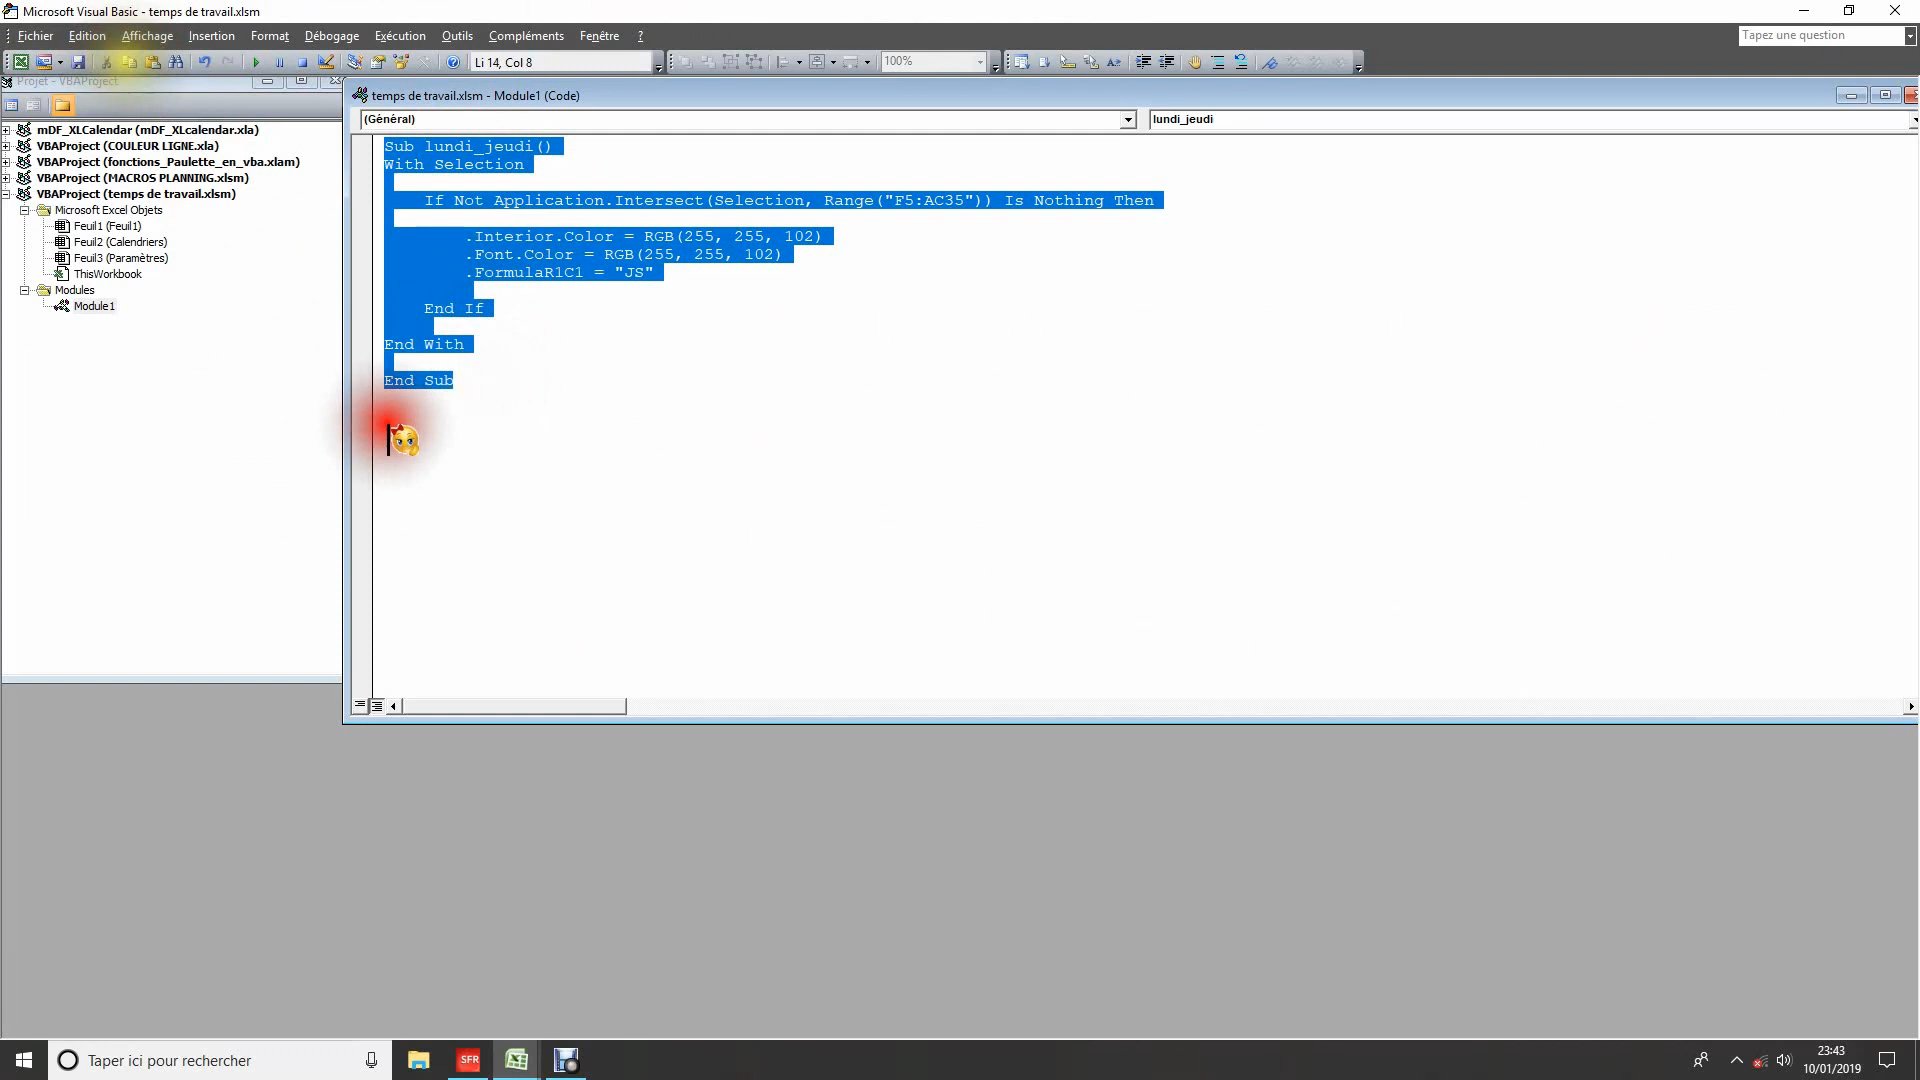 Microsoft Visual Basic - temps de travail.xlsm
Fichier Edition Affichage Insertion Format Débogage Exécution Outils Compléments Fenêtre ?
Tapez une question
Li 14, Col 8
100%
Projet - VBAProject
temps de travail.xlsm - Module1 (Code)
(Général)
lundi_jeudi
mDF_XLCalendar (mDF_XLcalendar.xla)
VBAProject (COULEUR LIGNE.xla)
VBAProject (fonctions_Paulette_en_vba.xlam)
VBAProject (MACROS PLANNING.xlsm)
VBAProject (temps de travail.xlsm)
Microsoft Excel Objets
Feuil1 (Feuil1)
Feuil2 (Calendriers)
Feuil3 (Paramètres)
ThisWorkbook
Modules
Module1
Sub lundi_jeudi()
With Selection
If Not Application.Intersect(Selection, Range("F5:AC35")) Is Nothing Then
.Interior.Color = RGB(255, 255, 102)
.Font.Color = RGB(255, 255, 102)
.FormulaR1C1 = "JS"
End If
End With
End Sub
Taper ici pour rechercher
SFR
23:43
10/01/2019